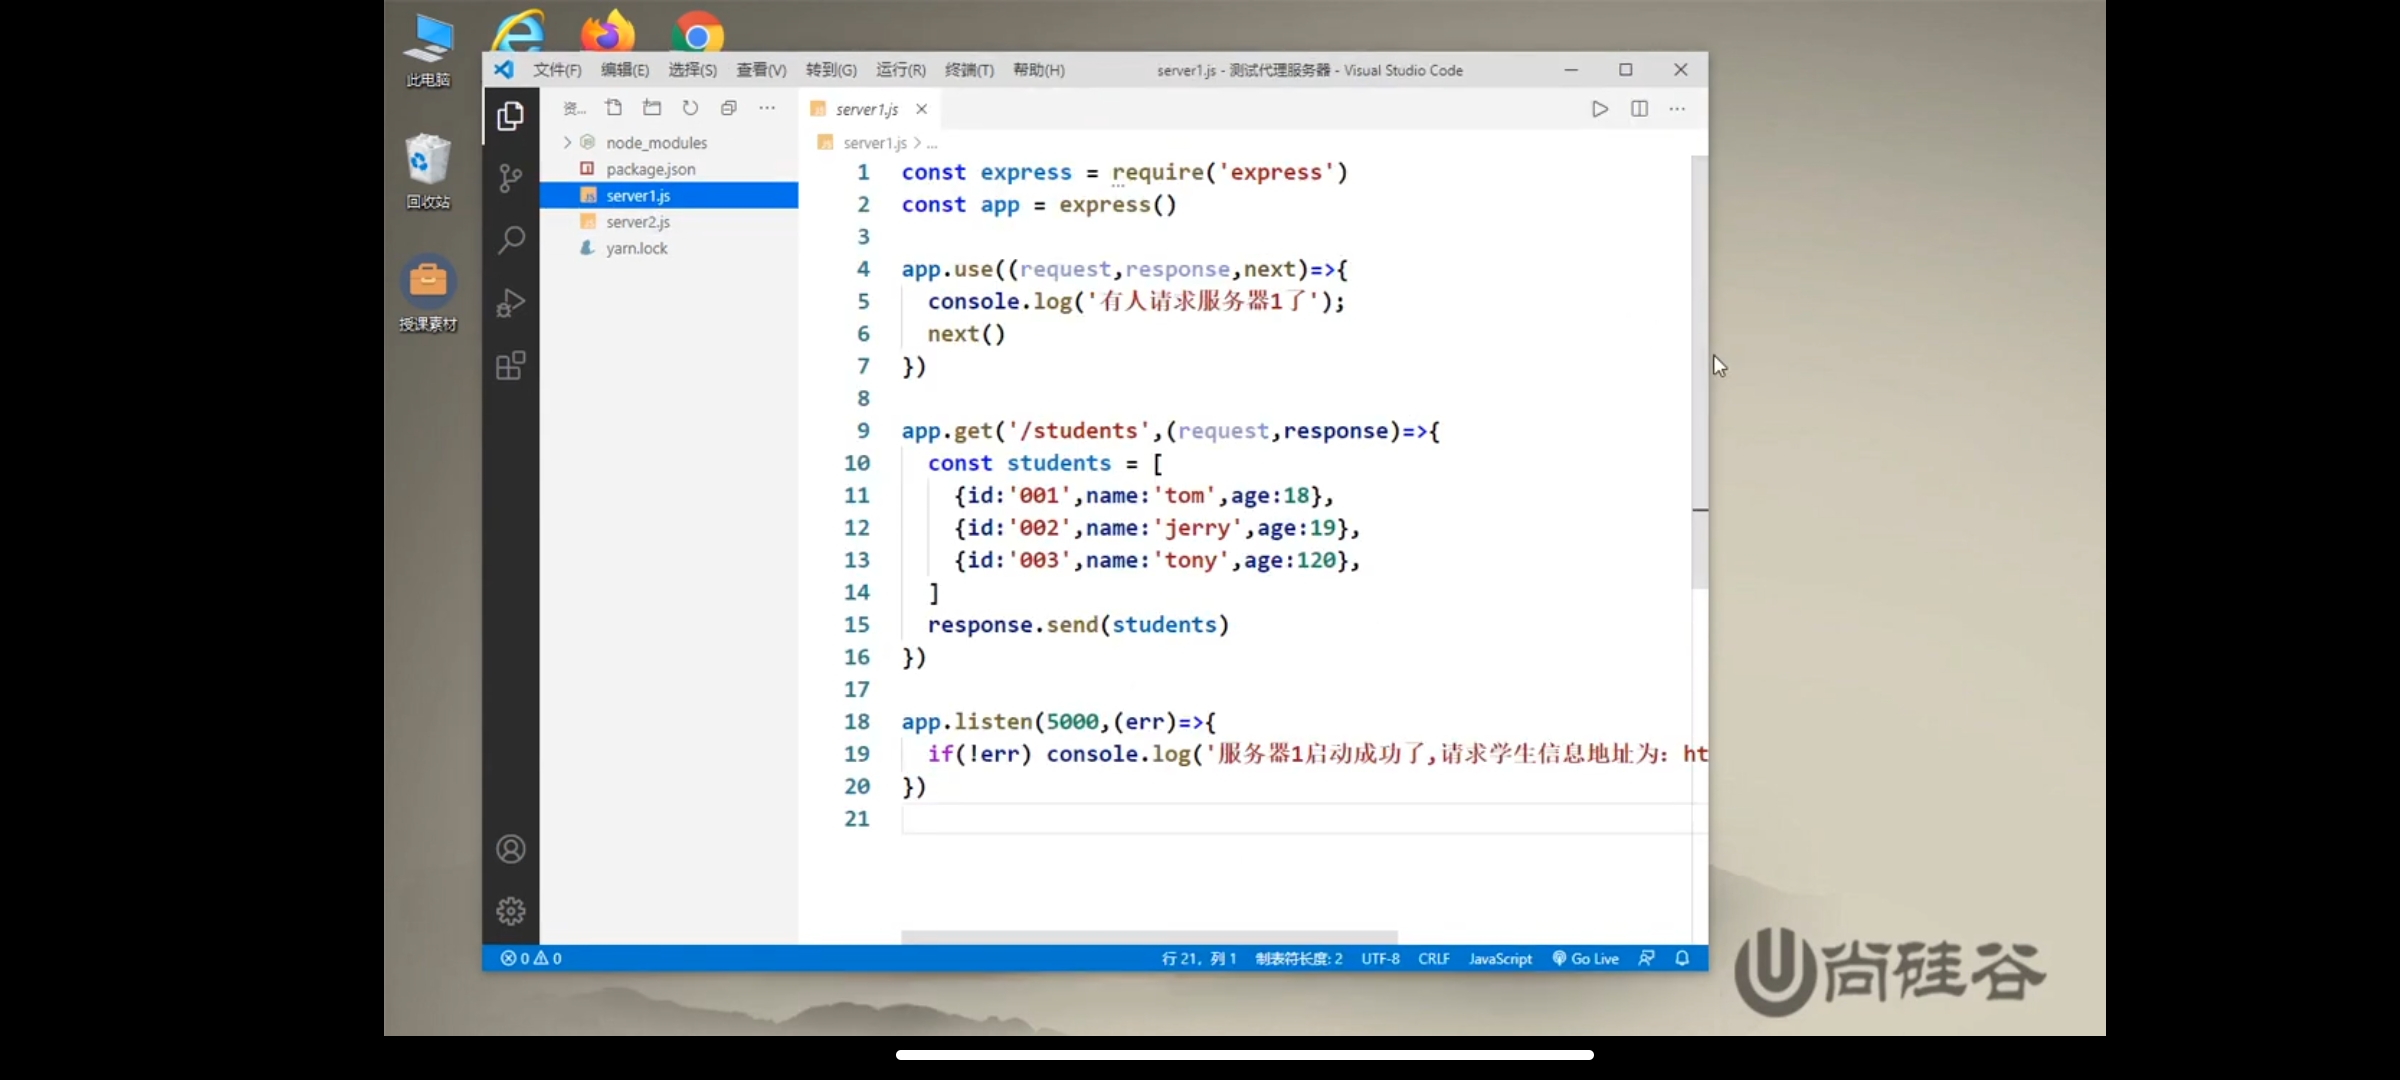 此电脑
回收站
授课素材
文件(F) 编辑(E) 选择(S) 查看(V) 转到(G) 运行(R) 终端(T) 帮助(H) server1.js - 测试代理服务器 - Visual Studio Code
资...
node_modules
package.json
server1.js
server2.js
yarn.lock
server1.js
server1.js > ...
1 const express = require('express')
2 const app = express()
3
4 app.use((request,response,next)=>{
5 console.log('有人请求服务器1了');
6 next()
7 })
8
9 app.get('/students',(request,response)=>{
10 const students = [
11 {id:'001',name:'tom',age:18},
12 {id:'002',name:'jerry',age:19},
13 {id:'003',name:'tony',age:120},
14 ]
15 response.send(students)
16 })
17
18 app.listen(5000,(err)=>{
19 if(!err) console.log('服务器1启动成功了,请求学生信息地址为：ht
20 })
21
0 0 行 21，列 1 制表符长度: 2 UTF-8 CRLF JavaScript Go Live
尚硅谷